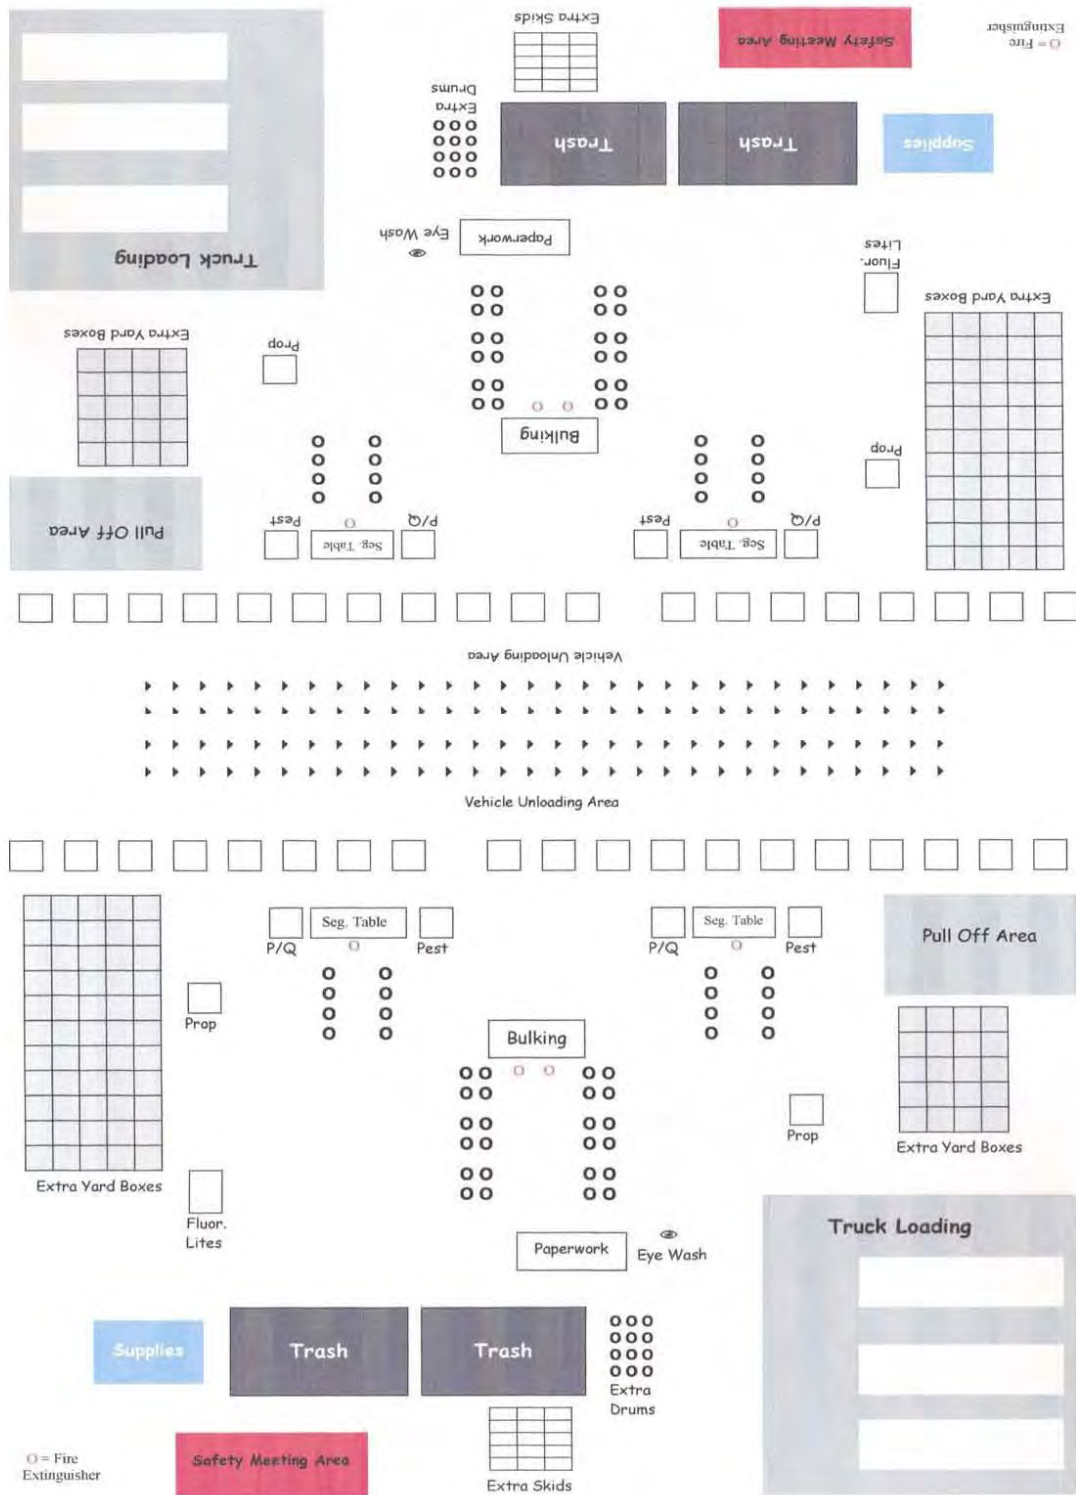 Extra Skids
Safety Meeting Area
O = Fire
Extinguisher
Extra
Drums
Trash
Trash
Supplies
Truck Loading
Eye Wash
Paperwork
Fluor.
Lites
Extra Yard Boxes
Extra Yard Boxes
Prop
Bulking
Prop
Pull Off Area
Pest
Seg. Table
P/Q
Pest
Seg. Table
P/Q
Vehicle Unloading Area
Vehicle Unloading Area
P/Q
Seg. Table
Pest
P/Q
Seg. Table
Pest
Pull Off Area
Prop
Bulking
Prop
Extra Yard Boxes
Extra Yard Boxes
Fluor.
Lites
Paperwork
Eye Wash
Truck Loading
Supplies
Trash
Trash
Extra
Drums
O = Fire
Extinguisher
Safety Meeting Area
Extra Skids